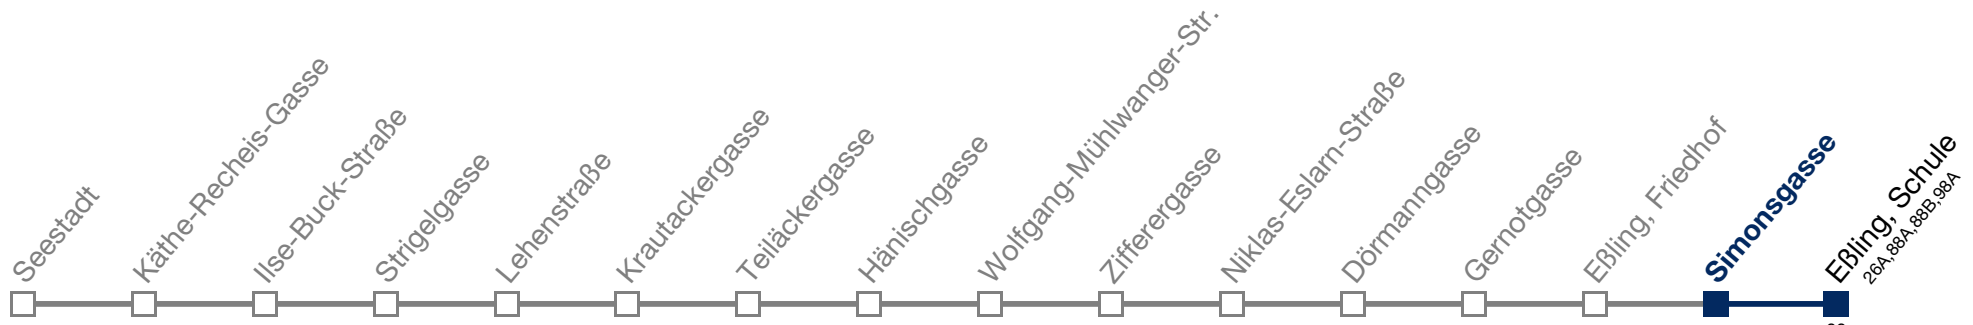 Seestadt
Käthe-Recheis-Gasse
Ilse-Buck-Straße
Strigelgasse
Lehenstraße
Krautackergasse
Teiläckergasse
Hänischgasse
Wolfgang-Mühlwanger-Str.
Ziffergasse
Niklas-Eslarn-Straße
Dörmanngasse
Gernotgasse
Eßling, Friedhof
Simonsgasse
Eßling, Schule
26A,88A,88B,98A